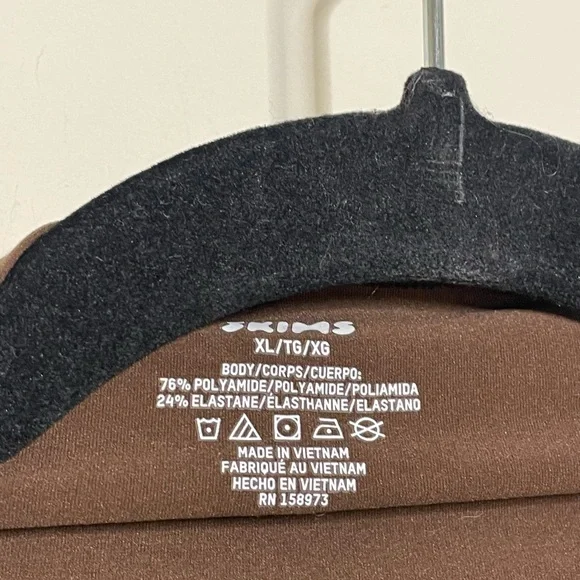 SKIMS
XL/TG/XG
BODY/CORPS/CUERPO:
76% POLYAMIDE/POLYAMIDE/POLIAMIDA
24% ELASTANE/ÉLASTHANNE/ELASTANO
MADE IN VIETNAM
FABRIQUÉ AU VIETNAM
HECHO EN VIETNAM
RN 158973